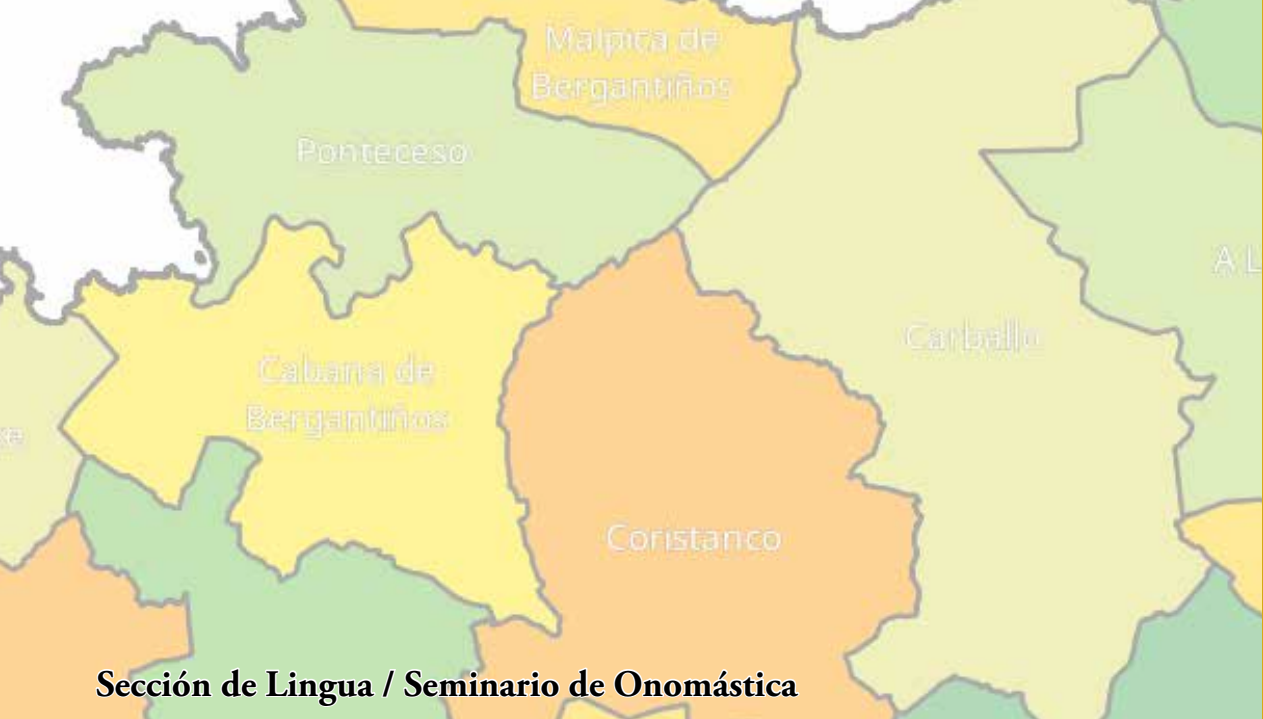 Malpica de
Bergantiños
Ponteceso
A L
Carballo
Cabana de
Bergantiños
e
Coristanco
Sección de Lingua / Seminario de Onomástica